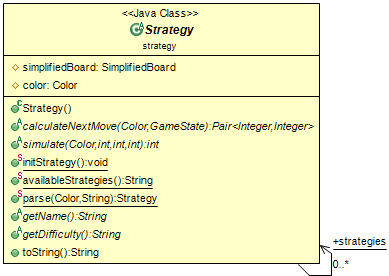 <<Java Class>>
Strategy
strategy
simplifiedBoard: SimplifiedBoard
color: Color
Strategy()
calculateNextMove(Color,GameState):Pair<Integer,Integer>
simulate(Color,int,int,int):int
initStrategy():void
availableStrategies():String
parse(Color,String):Strategy
getName():String
getDifficulty():String
toString():String
+strategies
0..*